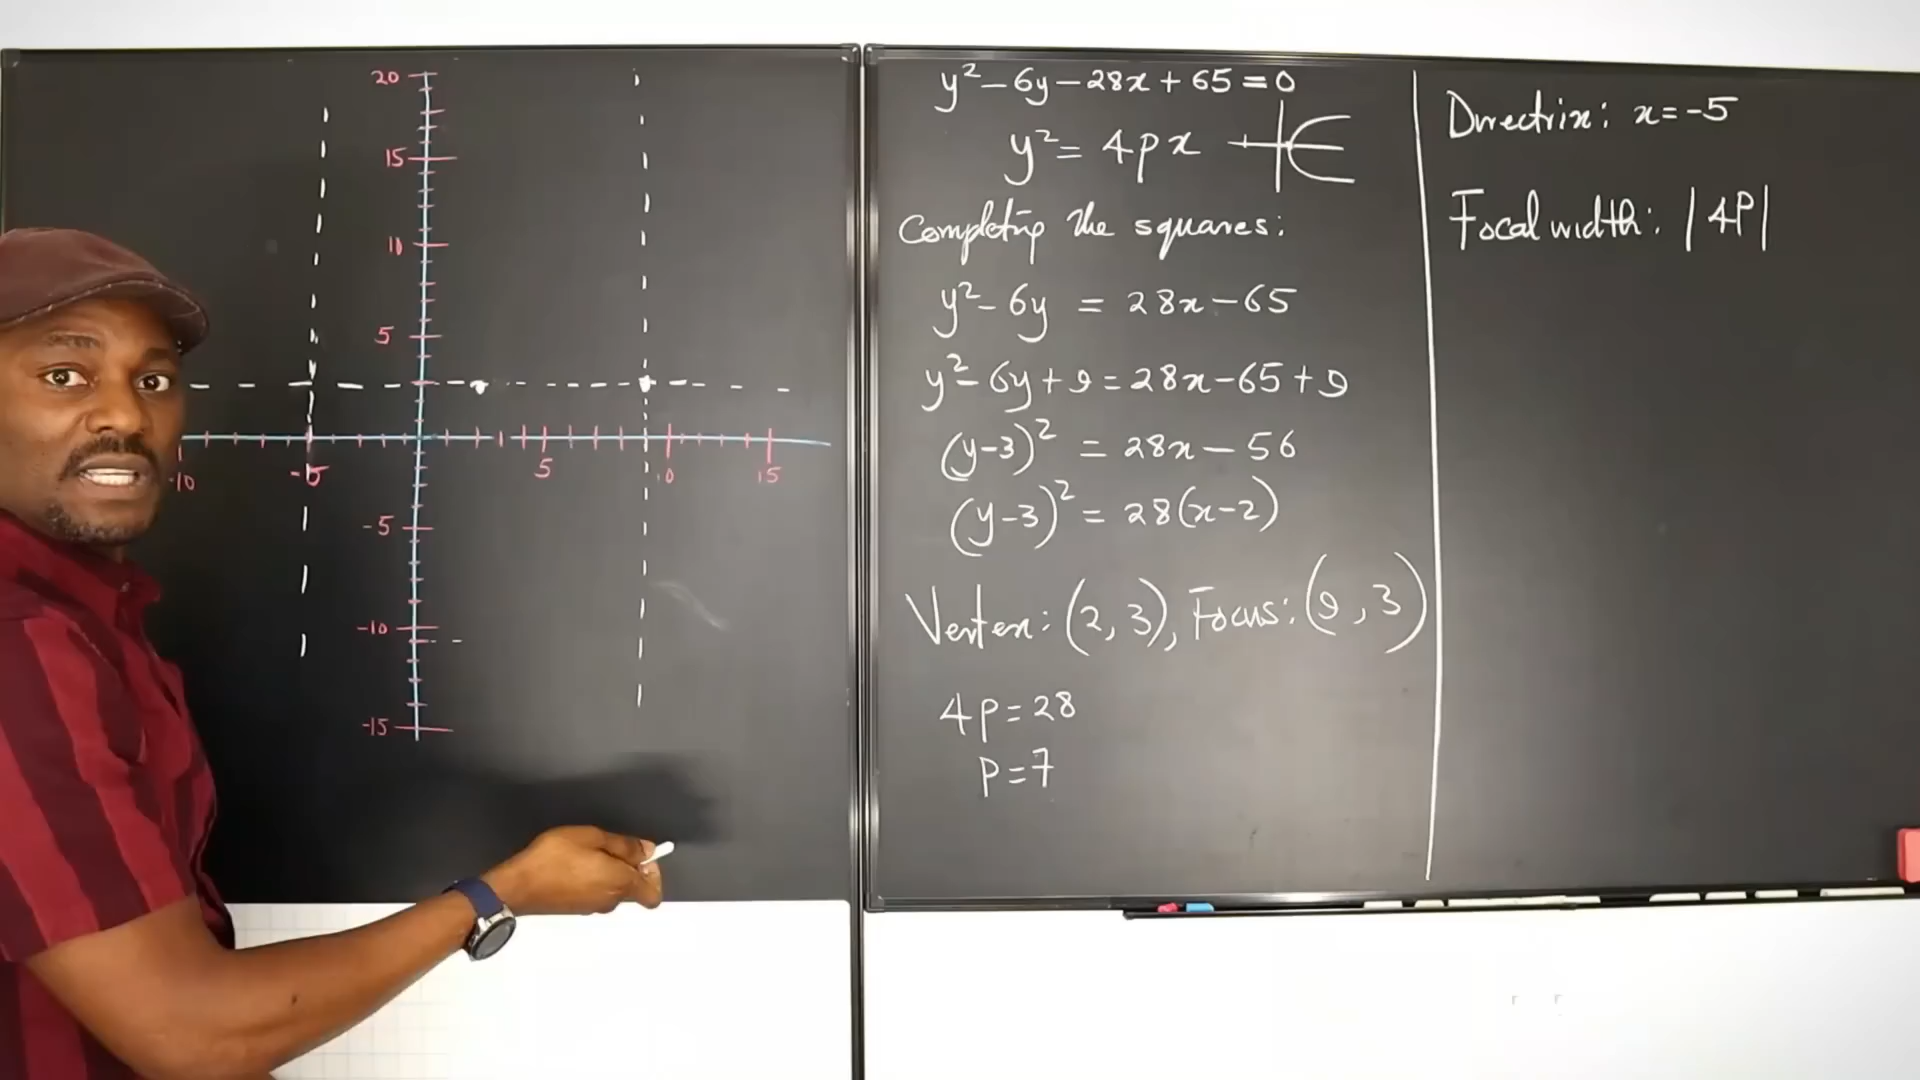 20
15
10
5
-10
-5
5
10
15
-5
-10
-15
y² - 6y - 28x + 65 = 0
y² = 4px
Completing the squares:
y² - 6y = 28x - 65
y² - 6y + 9 = 28x - 65 + 9
(y-3)² = 28x - 56
(y-3)² = 28(x-2)
Vertex: (2, 3), Focus: (9, 3)
4p = 28
P = 7
Directrix: x = -5
Focal width: |4P|